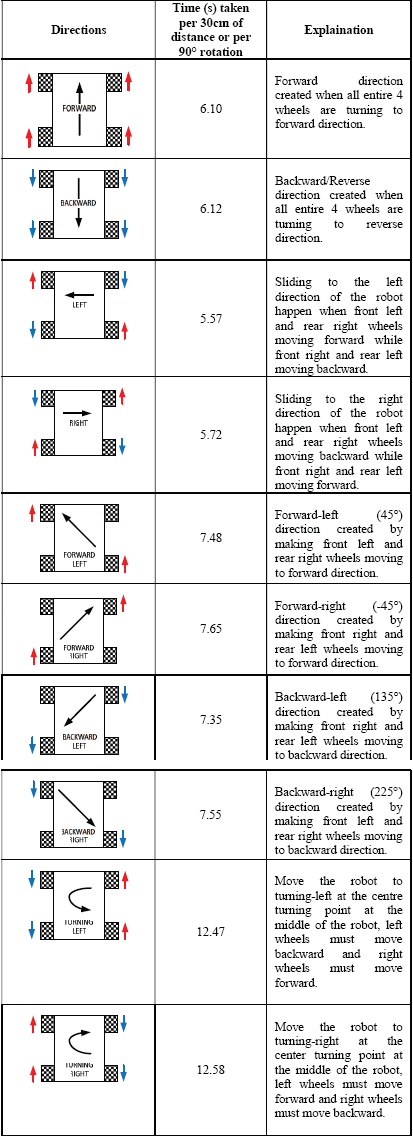 Directions
Time (s) taken
per 30cm of
distance or per
90° rotation
Explaination
FORWARD
6.10
Forward direction
created when all entire 4
wheels are turning to
forward direction.
BACKWARD
6.12
Backward/Reverse
direction created when
all entire 4 wheels are
turning to reverse
direction.
LEFT
5.57
Sliding to the left
direction of the robot
happen when front left
and rear right wheels
moving forward while
front right and rear left
moving backward.
RIGHT
5.72
Sliding to the right
direction of the robot
happen when front left
and rear right wheels
moving backward while
front right and rear left
moving forward.
FORWARD
LEFT
7.48
Forward-left (45°)
direction created by
making front left and
rear right wheels moving
to forward direction.
FORWARD
RIGHT
7.65
Forward-right (-45°)
direction created by
making front right and
rear left wheels moving
to forward direction.
BACKWARD
LEFT
7.35
Backward-left (135°)
direction created by
making front right and
rear left wheels moving
to backward direction.
BACKWARD
RIGHT
7.55
Backward-right (225°)
direction created by
making front left and
rear right wheels moving
to backward direction.
TURNING
LEFT
12.47
Move the robot to
turning-left at the centre
turning point at the
middle of the robot, left
wheels must move
backward and right
wheels must move
forward.
TURNING
RIGHT
12.58
Move the robot to
turning-right at the
center turning point at
the middle of the robot,
left wheels must move
forward and right wheels
must move backward.